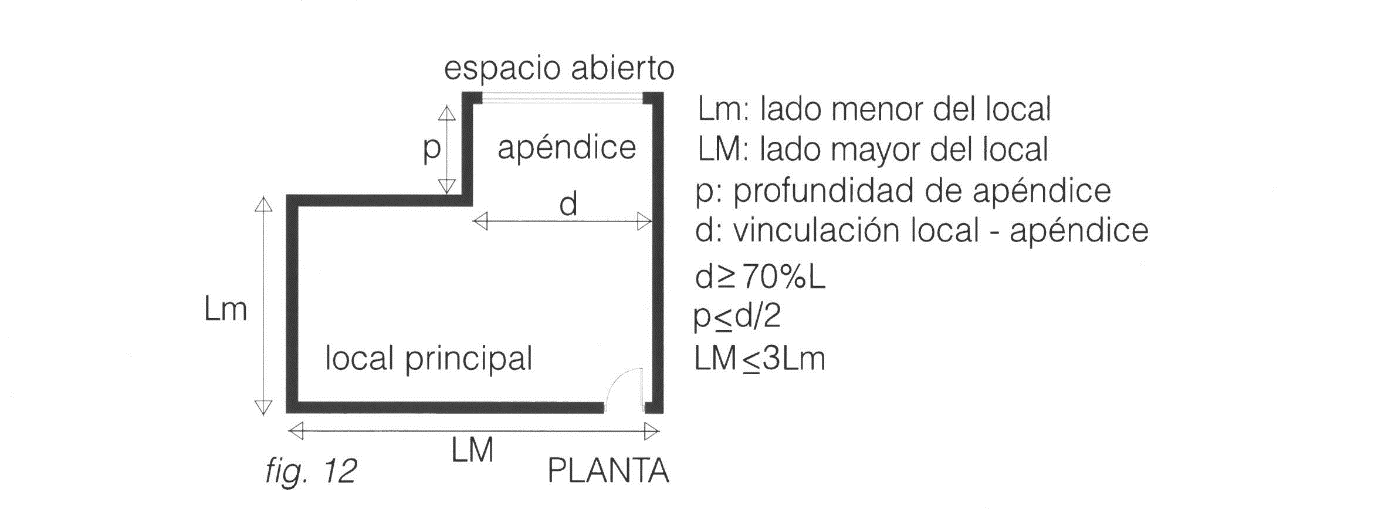 espacio abierto
p
apéndice
d
Lm
local principal
LM
fig. 12
PLANTA
Lm: lado menor del local
LM: lado mayor del local
p: profundidad de apéndice
d: vinculación local - apéndice
d≥70%L
p≤d/2
LM≤3Lm